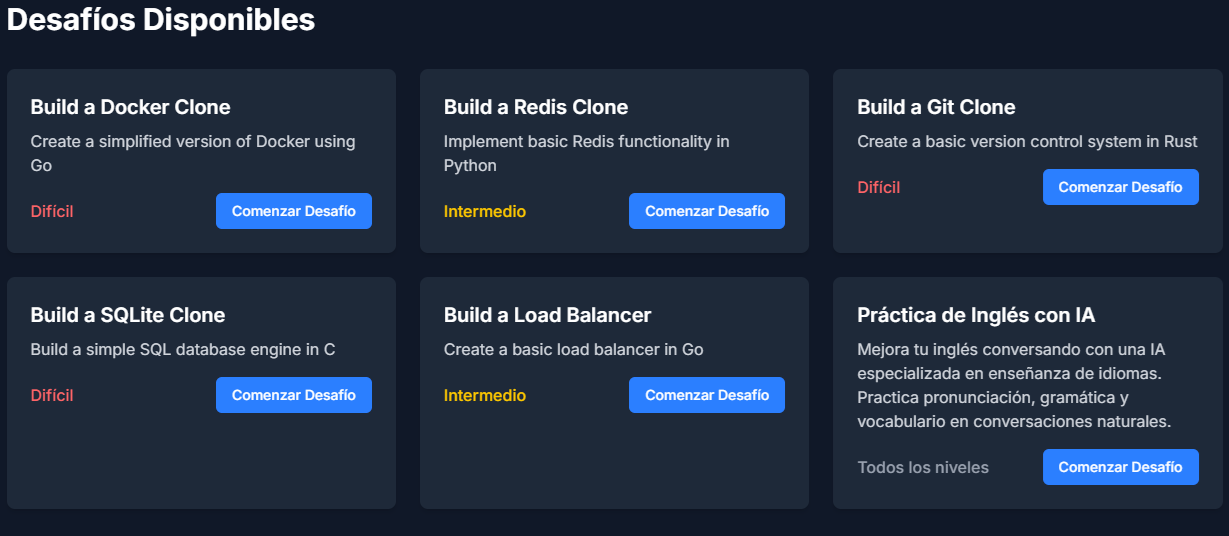 Desafíos Disponibles
Build a Docker Clone
Create a simplified version of Docker using
Go
Difícil
Comenzar Desafío
Build a Redis Clone
Implement basic Redis functionality in
Python
Intermedio
Comenzar Desafío
Build a Git Clone
Create a basic version control system in Rust
Difícil
Comenzar Desafío
Build a SQLite Clone
Build a simple SQL database engine in C
Difícil
Comenzar Desafío
Build a Load Balancer
Create a basic load balancer in Go
Intermedio
Comenzar Desafío
Práctica de Inglés con IA
Mejora tu inglés conversando con una IA
especializada en enseñanza de idiomas.
Practica pronunciación, gramática y
vocabulario en conversaciones naturales.
Todos los niveles
Comenzar Desafío